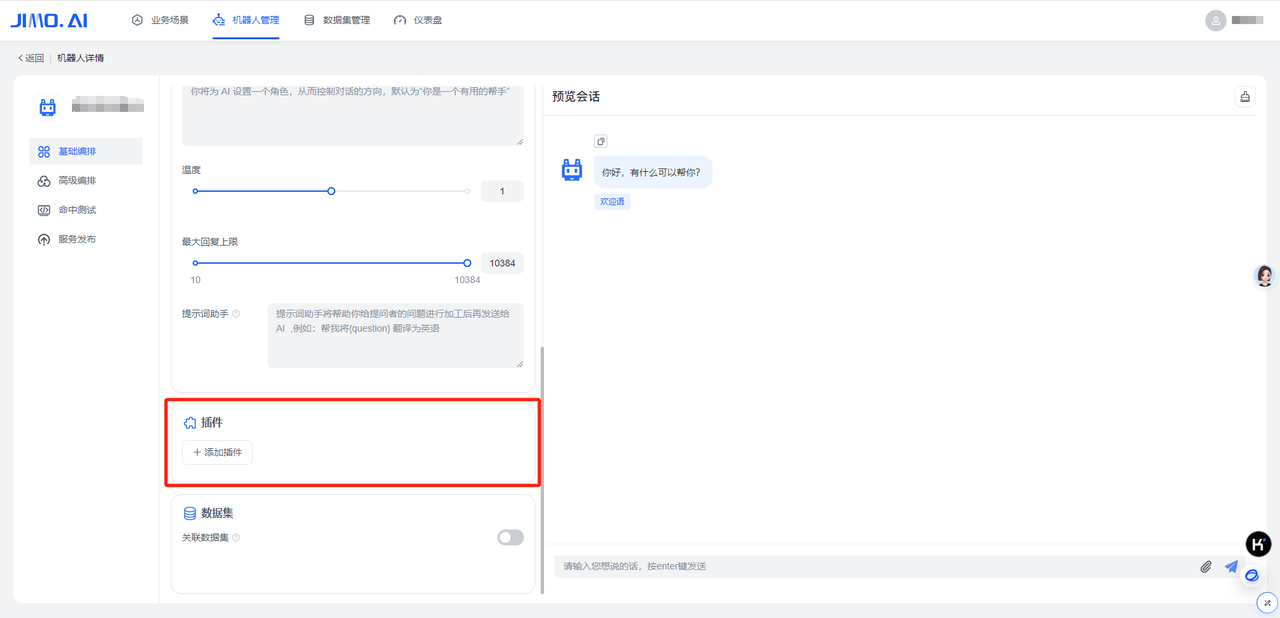 JIMO.AI
业务场景
机器人管理
数据集管理
仪表盘
返回 | 机器人详情
基础编排
高级编排
命中测试
服务发布
你将为 AI 设置一个角色，从而控制对话的方向，默认为“你是一个有用的帮手”
温度
1
最大回复上限
10384
10
10384
提示词助手
提示词助手将帮助你给提问者的问题进行加工后再发送给
AI ,例如：帮我将{question} 翻译为英语
插件
添加插件
数据集
关联数据集
预览会话
你好，有什么可以帮你?
欢迎语
请输入您想说的话，按enter键发送